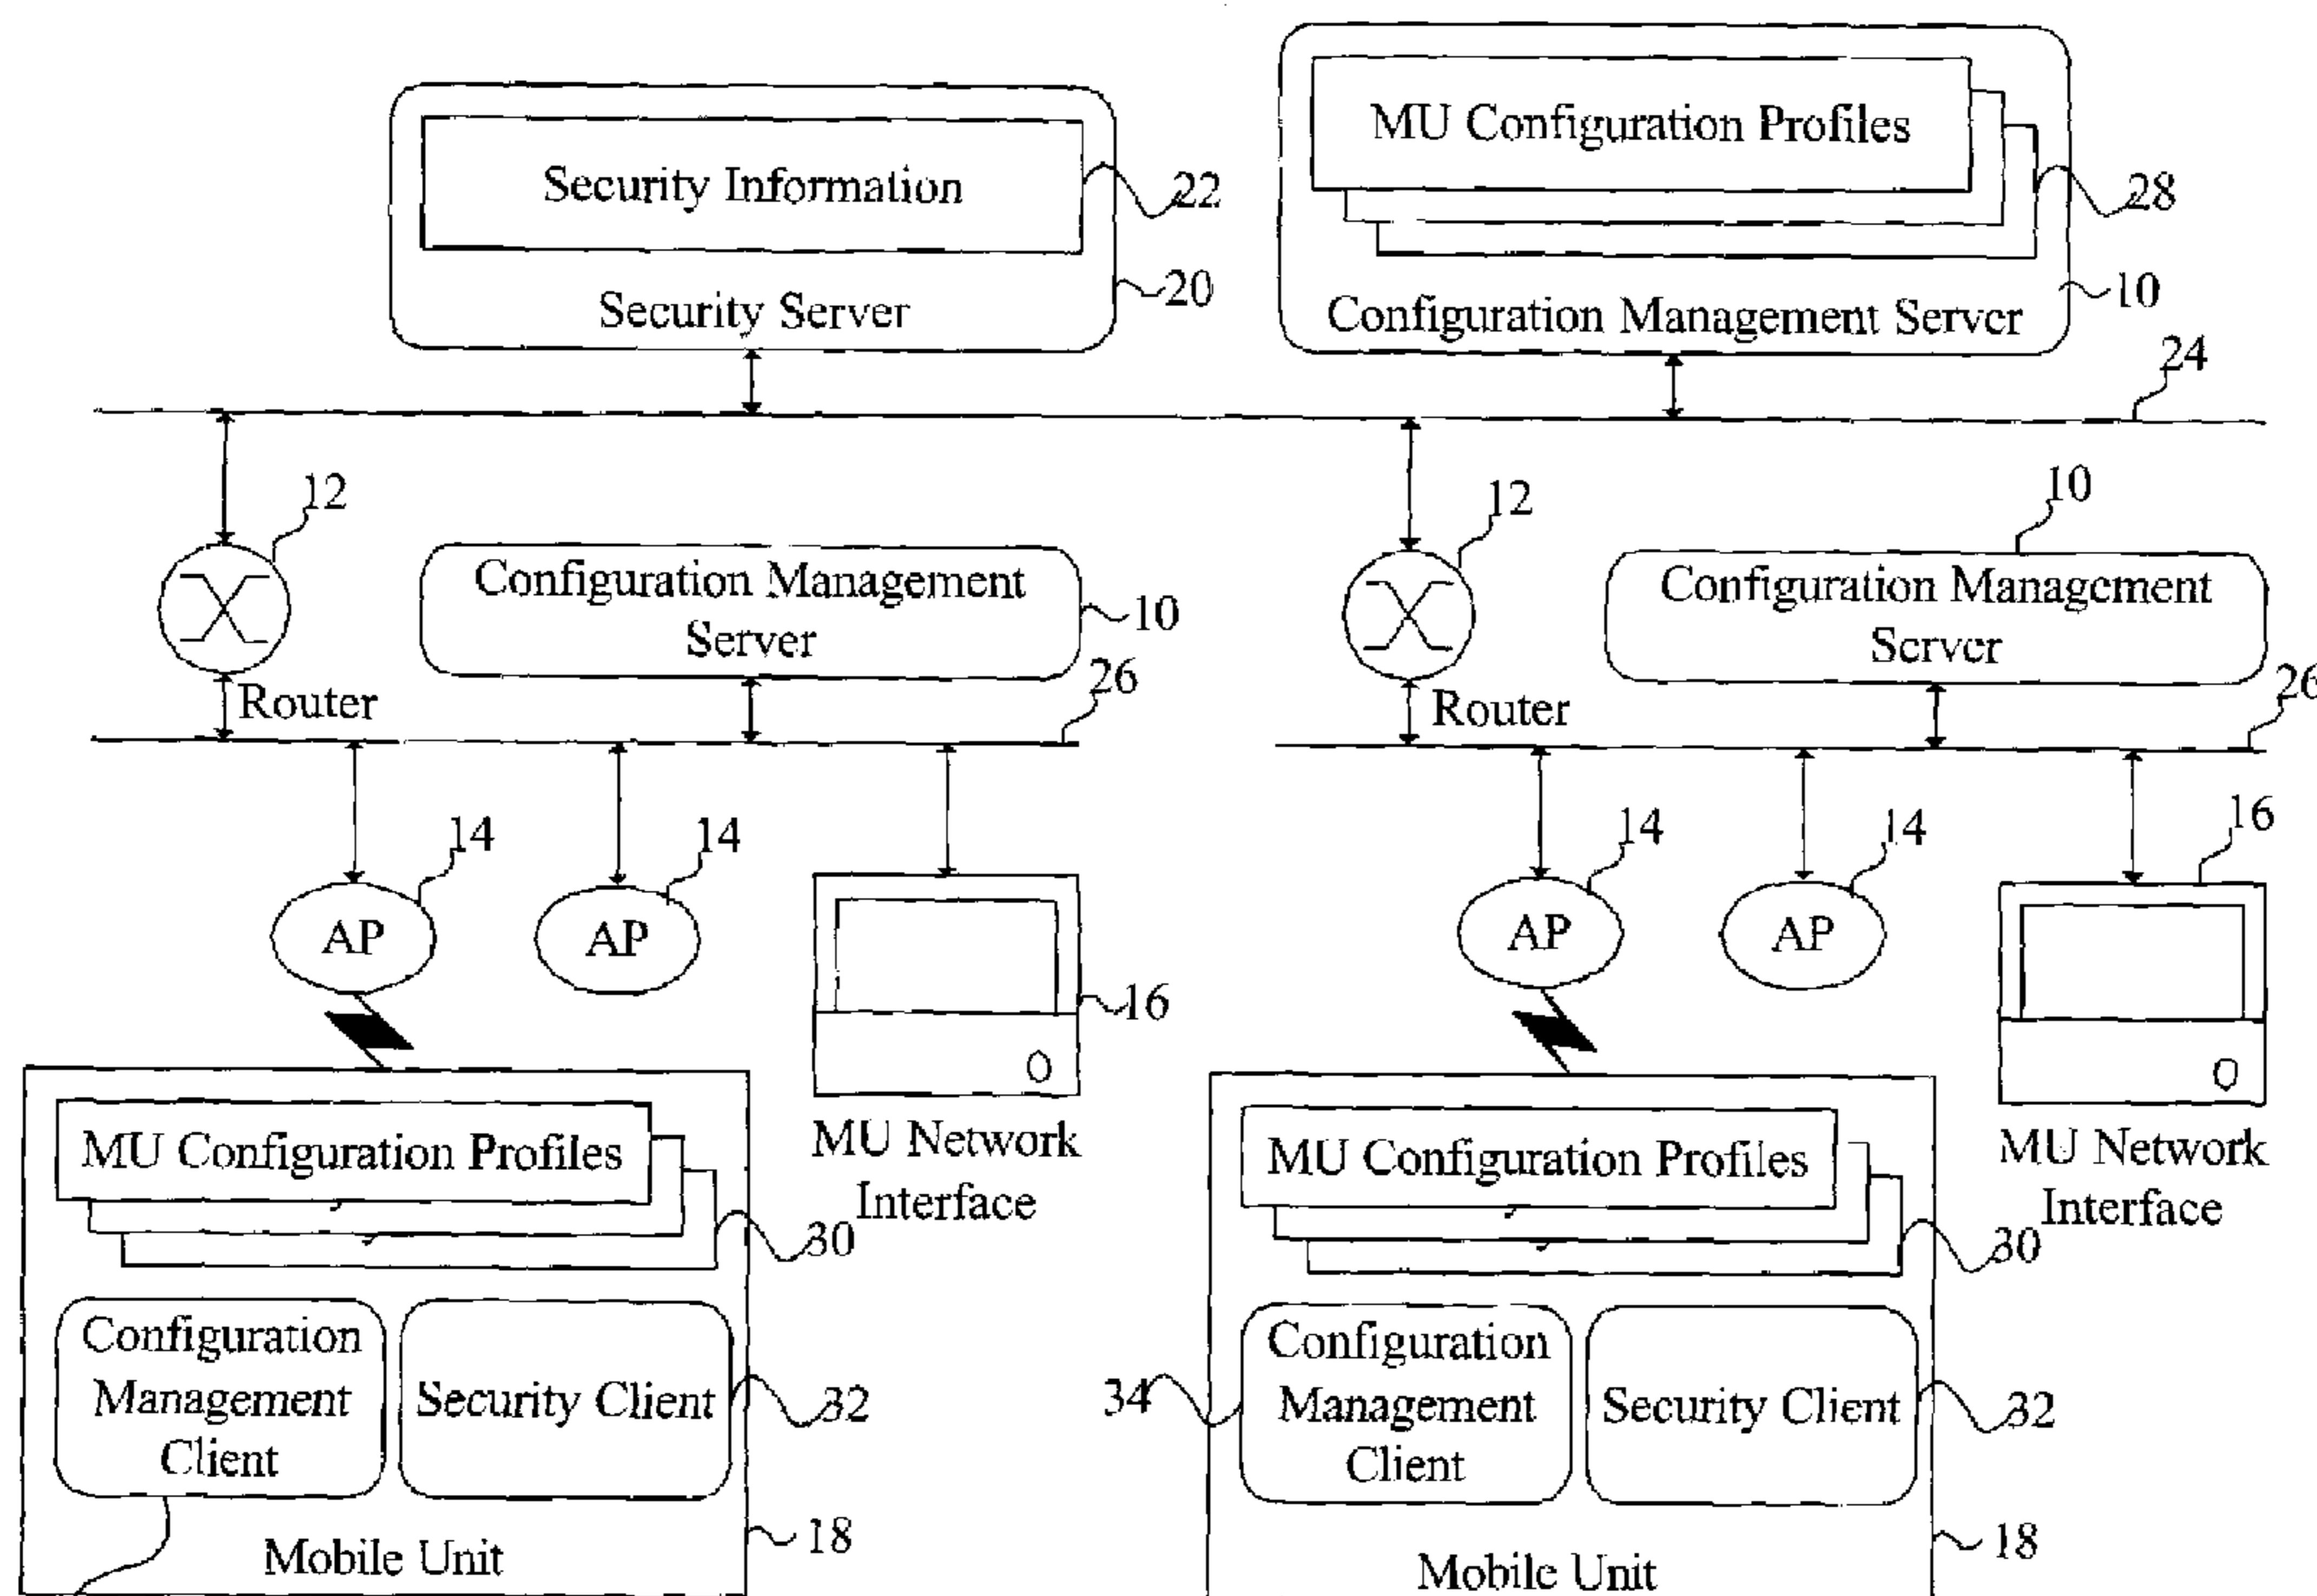 MU Configuration Profiles
Security Information
22
28
20
10
Security Server
Configuration Management Server
24
12
12
10
Configuration Management
Server
10
Configuration Management
Server
26
26
Router
Router
14
14
14
14
16
AP
AP
AP
AP
16
MU Network
Interface
MU Network
Interface
MU Configuration Profiles
30
MU Configuration Profiles
30
Configuration
Management
Client
Security Client
32
34
Configuration
Management
Client
Security Client
32
18
Mobile Unit
18
Mobile Unit